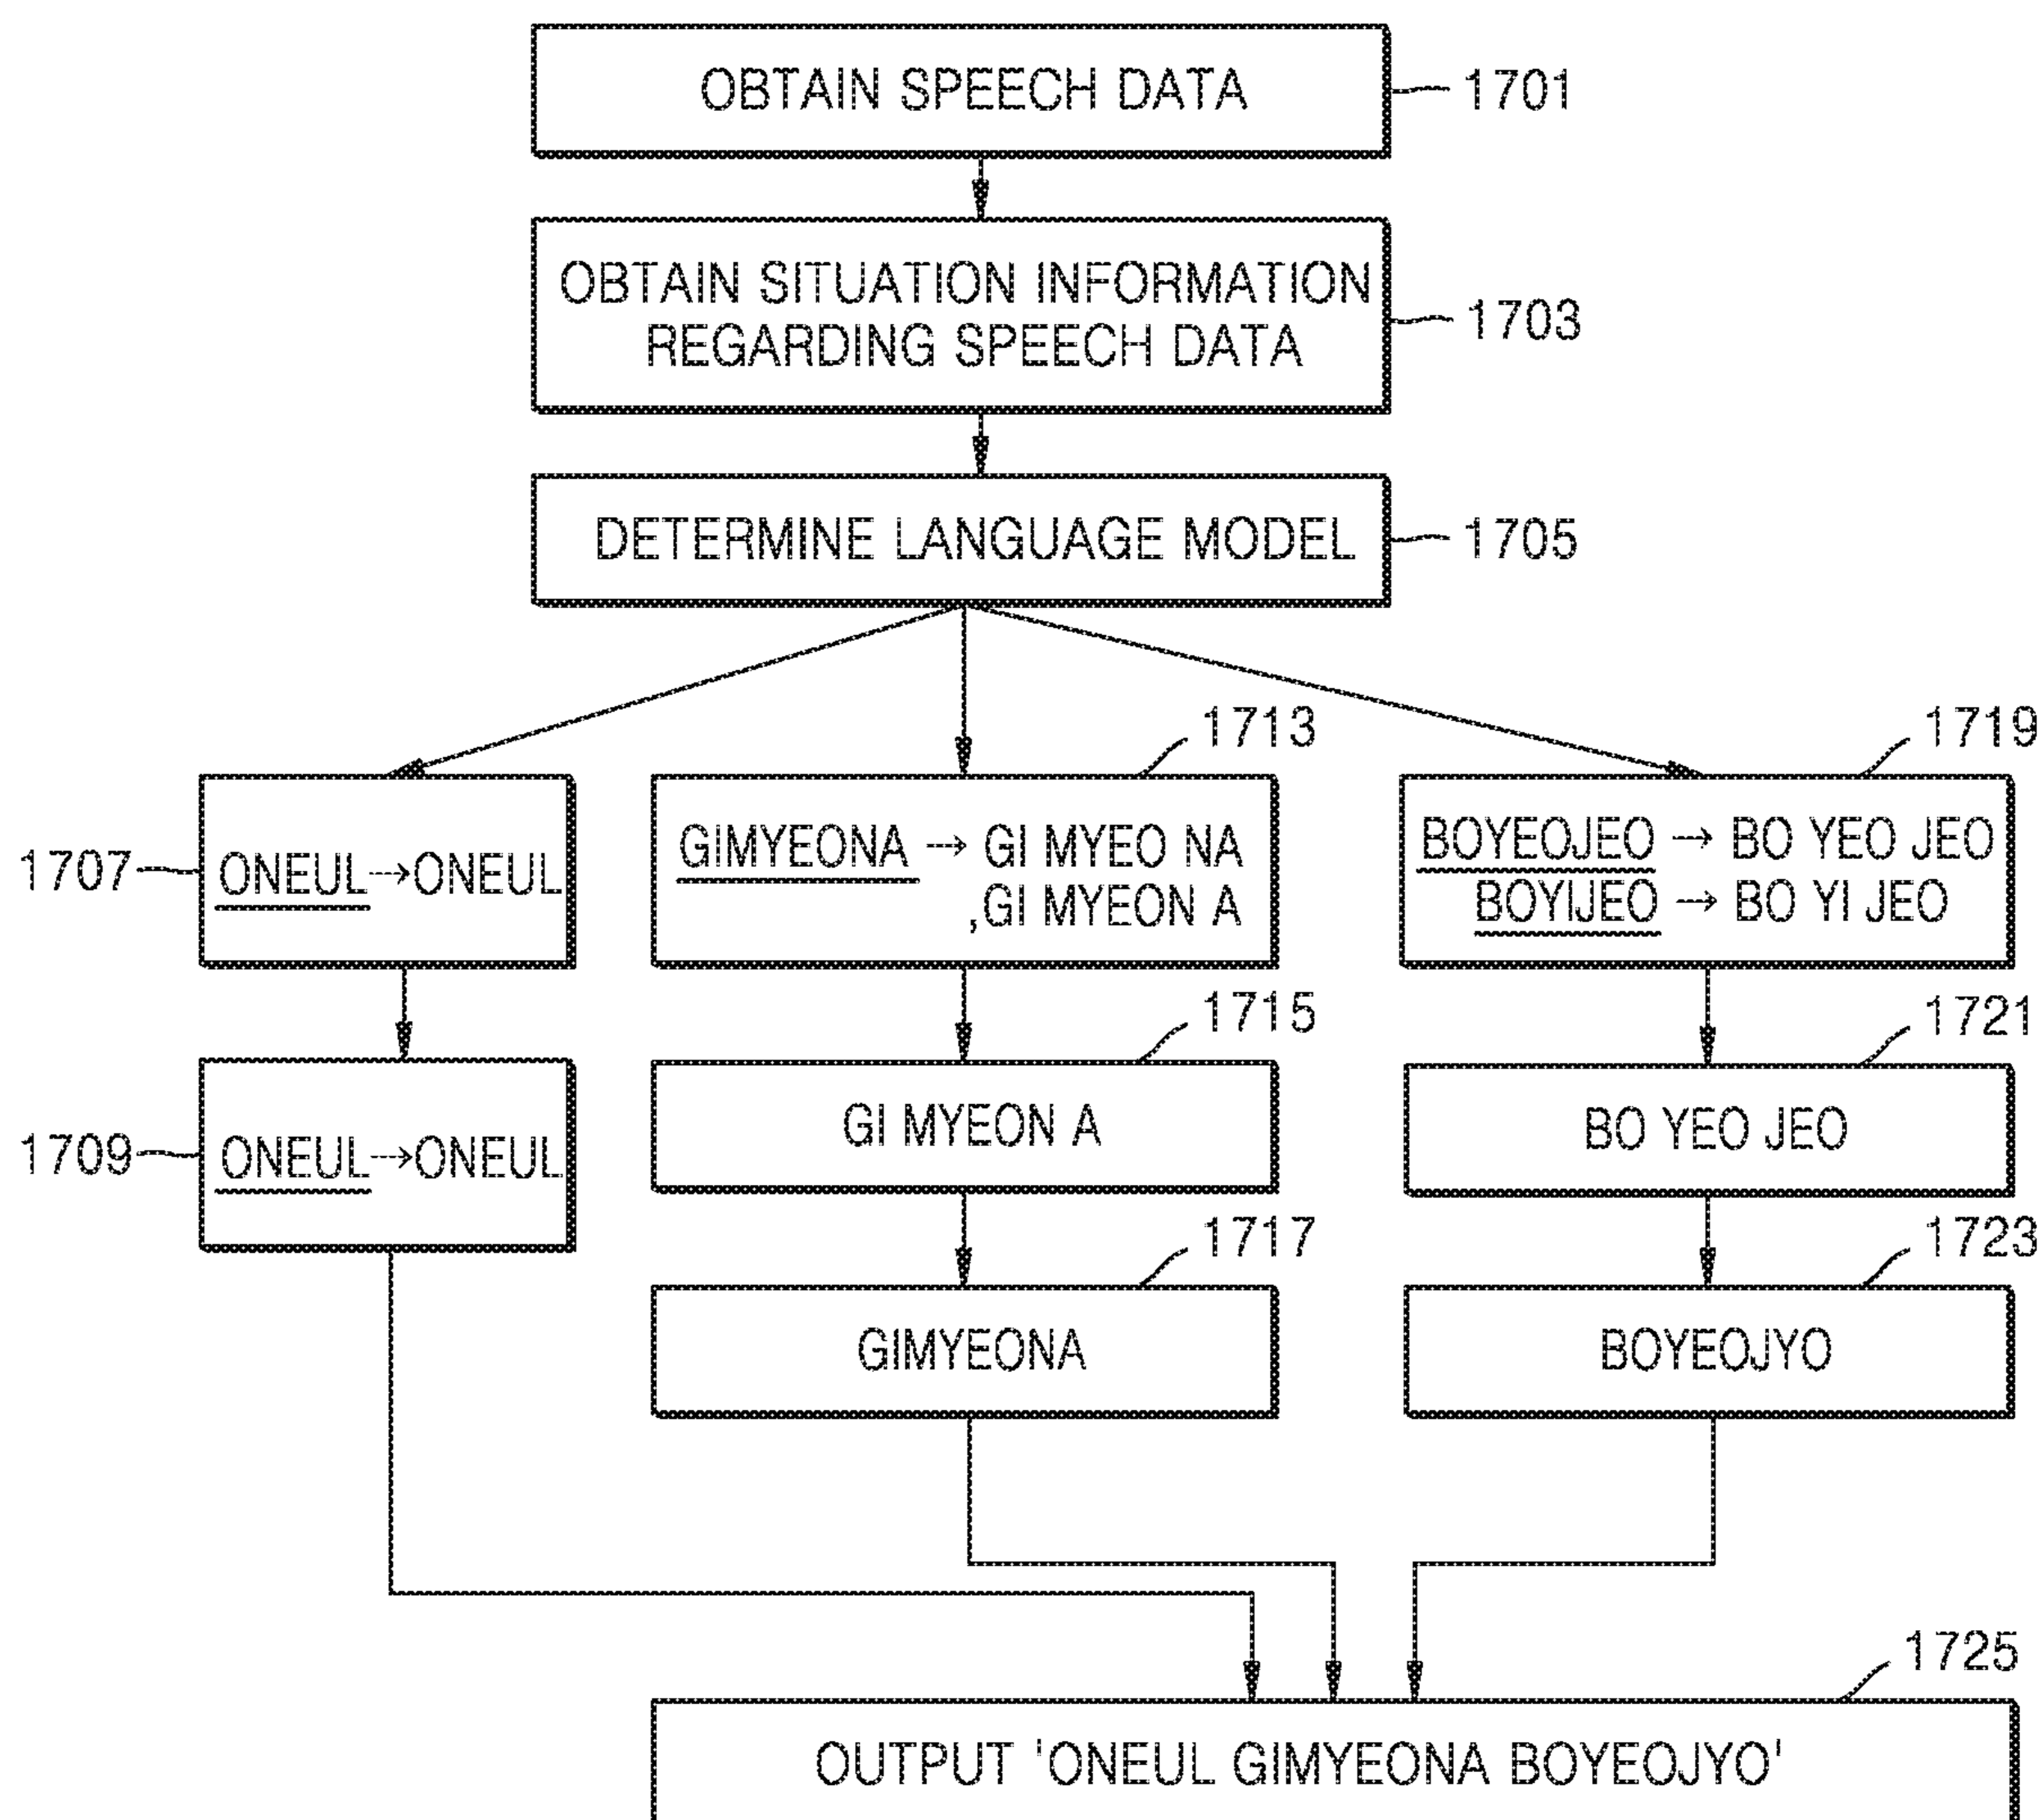 OBTAIN SPEECH DATA
1701
OBTAIN SITUATION INFORMATION
REGARDING SPEECH DATA
1703
DETERMINE LANGUAGE MODEL
1705
1707
ONEUL→ONEUL
1713
GIMYEONA → GI MYEO NA
,GI MYEON A
1719
BOYEOJEO → BO YEO JEO
BOYIJEO → BO YI JEO
1709
ONEUL→ONEUL
1715
GI MYEON A
1721
BO YEO JEO
1717
GIMYEONA
1723
BOYEOJYO
1725
OUTPUT 'ONEUL GIMYEONA BOYEOJYO'